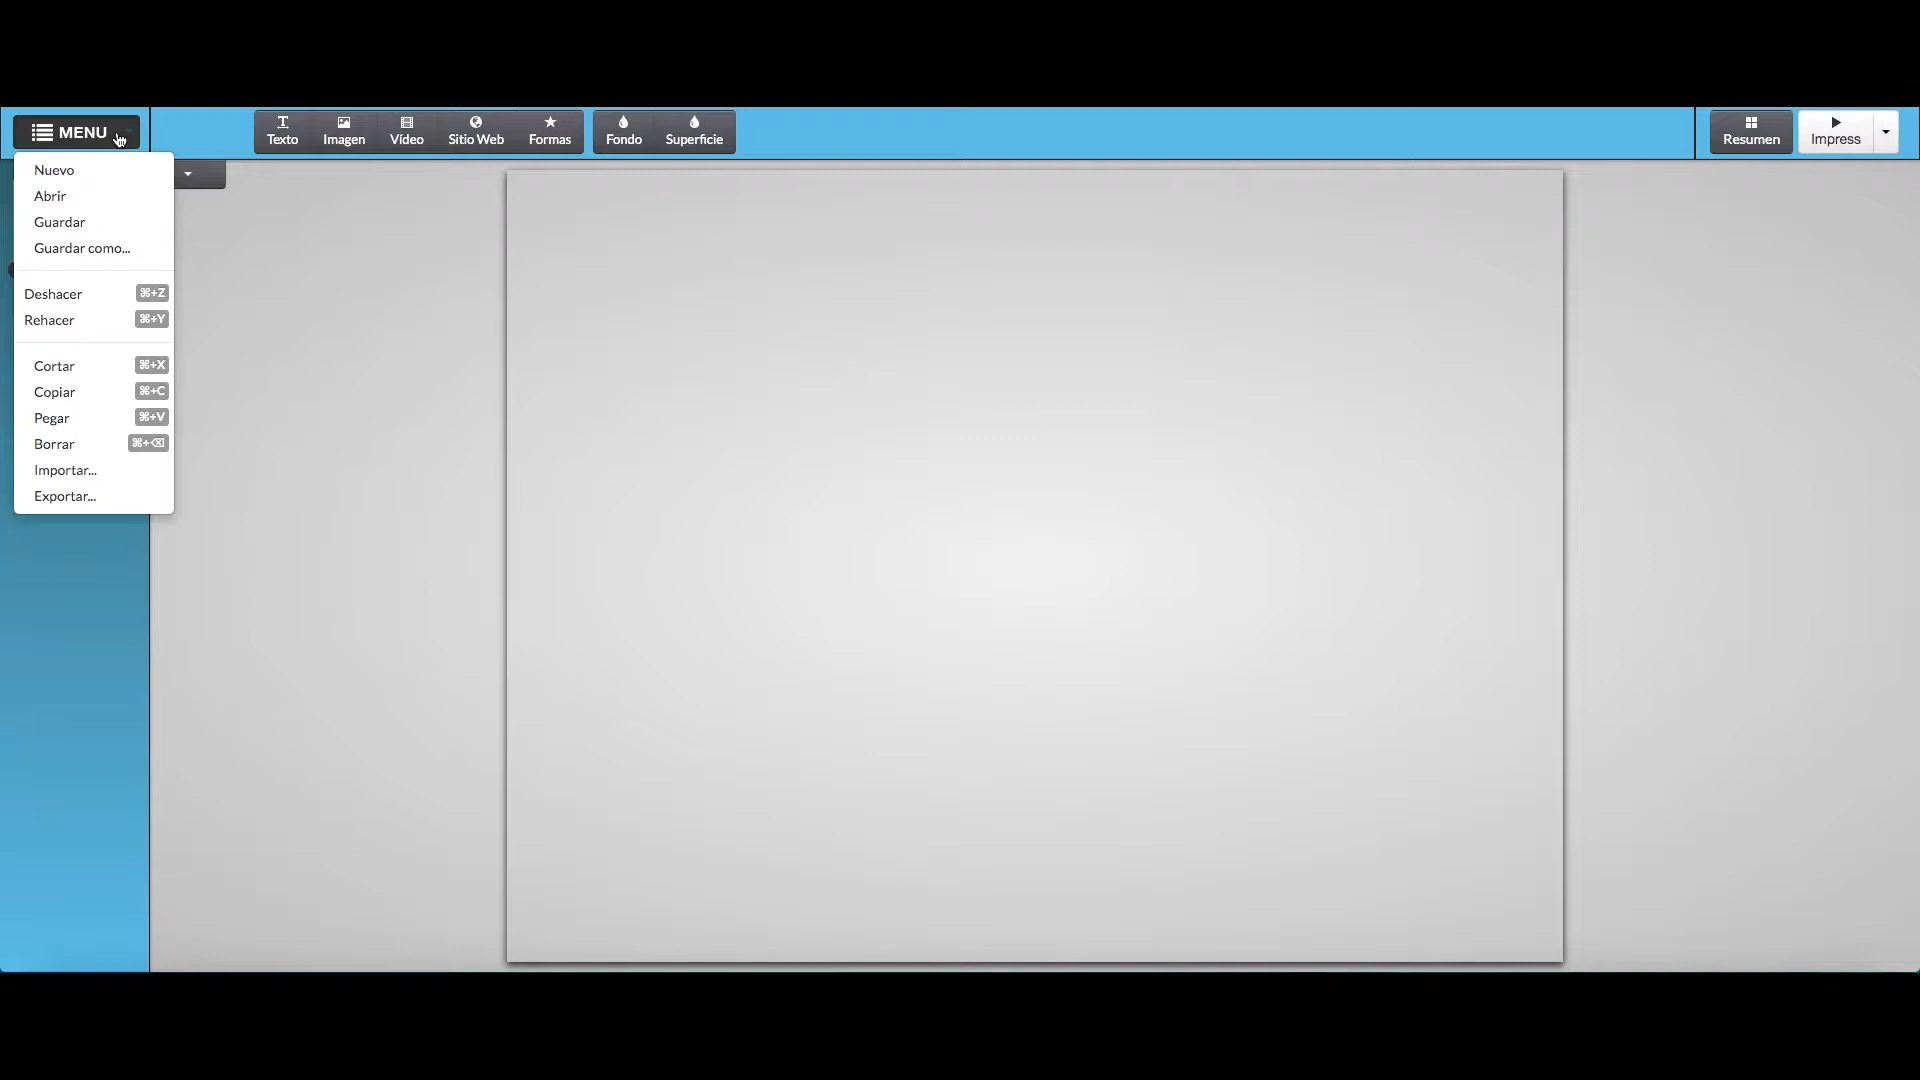 MENU
Texto
Imagen
Vídeo
Sitio Web
Formas
Fondo
Superficie
Resumen
Impress
Nuevo
Abrir
Guardar
Guardar como...
Deshacer ⌘+Z
Rehacer ⌘+Y
Cortar ⌘+X
Copiar ⌘+C
Pegar ⌘+V
Borrar ⌘+⌫
Importar...
Exportar...